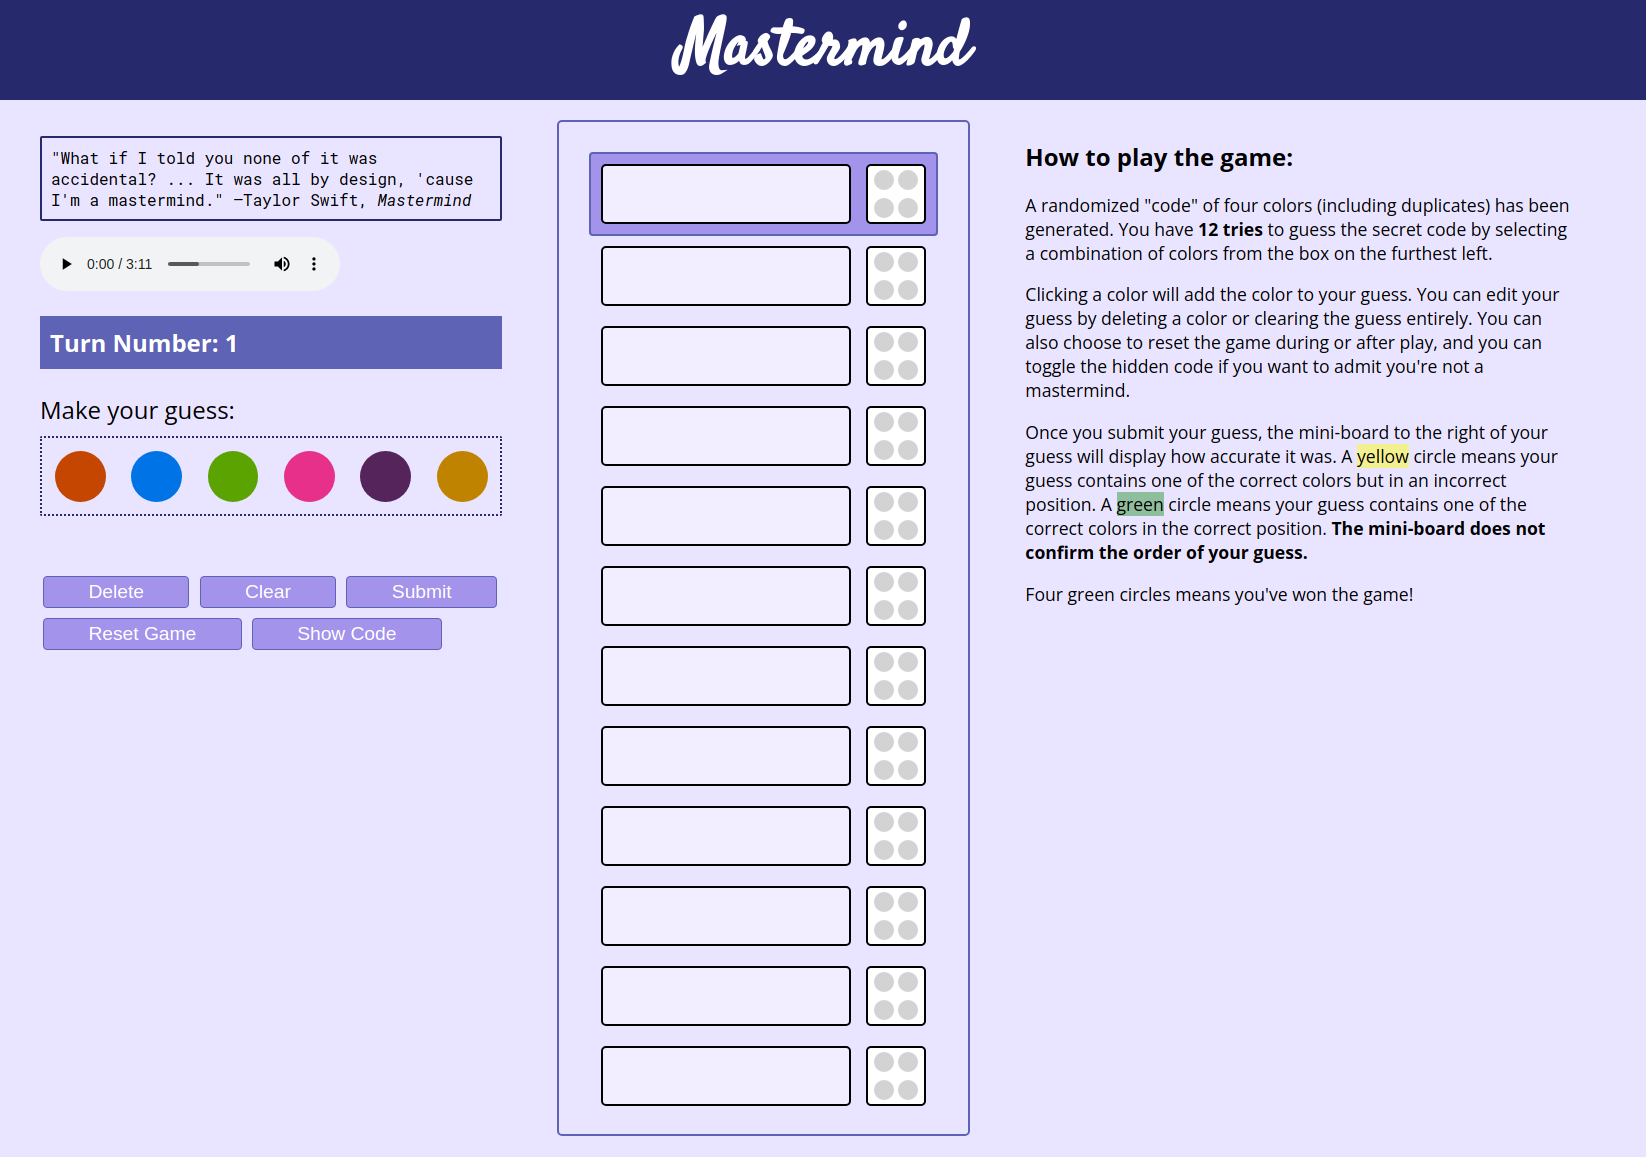 Mastermind
"What if I told you none of it was
accidental? ... It was all by design, 'cause
I'm a mastermind." —Taylor Swift, Mastermind
0:00 / 3:11
Turn Number: 1
Make your guess:
Delete
Clear
Submit
Reset Game
Show Code
How to play the game:
A randomized "code" of four colors (including duplicates) has been
generated. You have 12 tries to guess the secret code by selecting
a combination of colors from the box on the furthest left.
Clicking a color will add the color to your guess. You can edit your
guess by deleting a color or clearing the guess entirely. You can
also choose to reset the game during or after play, and you can
toggle the hidden code if you want to admit you're not a
mastermind.
Once you submit your guess, the mini-board to the right of your
guess will display how accurate it was. A yellow circle means your
guess contains one of the correct colors but in an incorrect
position. A green circle means your guess contains one of the
correct colors in the correct position. The mini-board does not
confirm the order of your guess.
Four green circles means you've won the game!